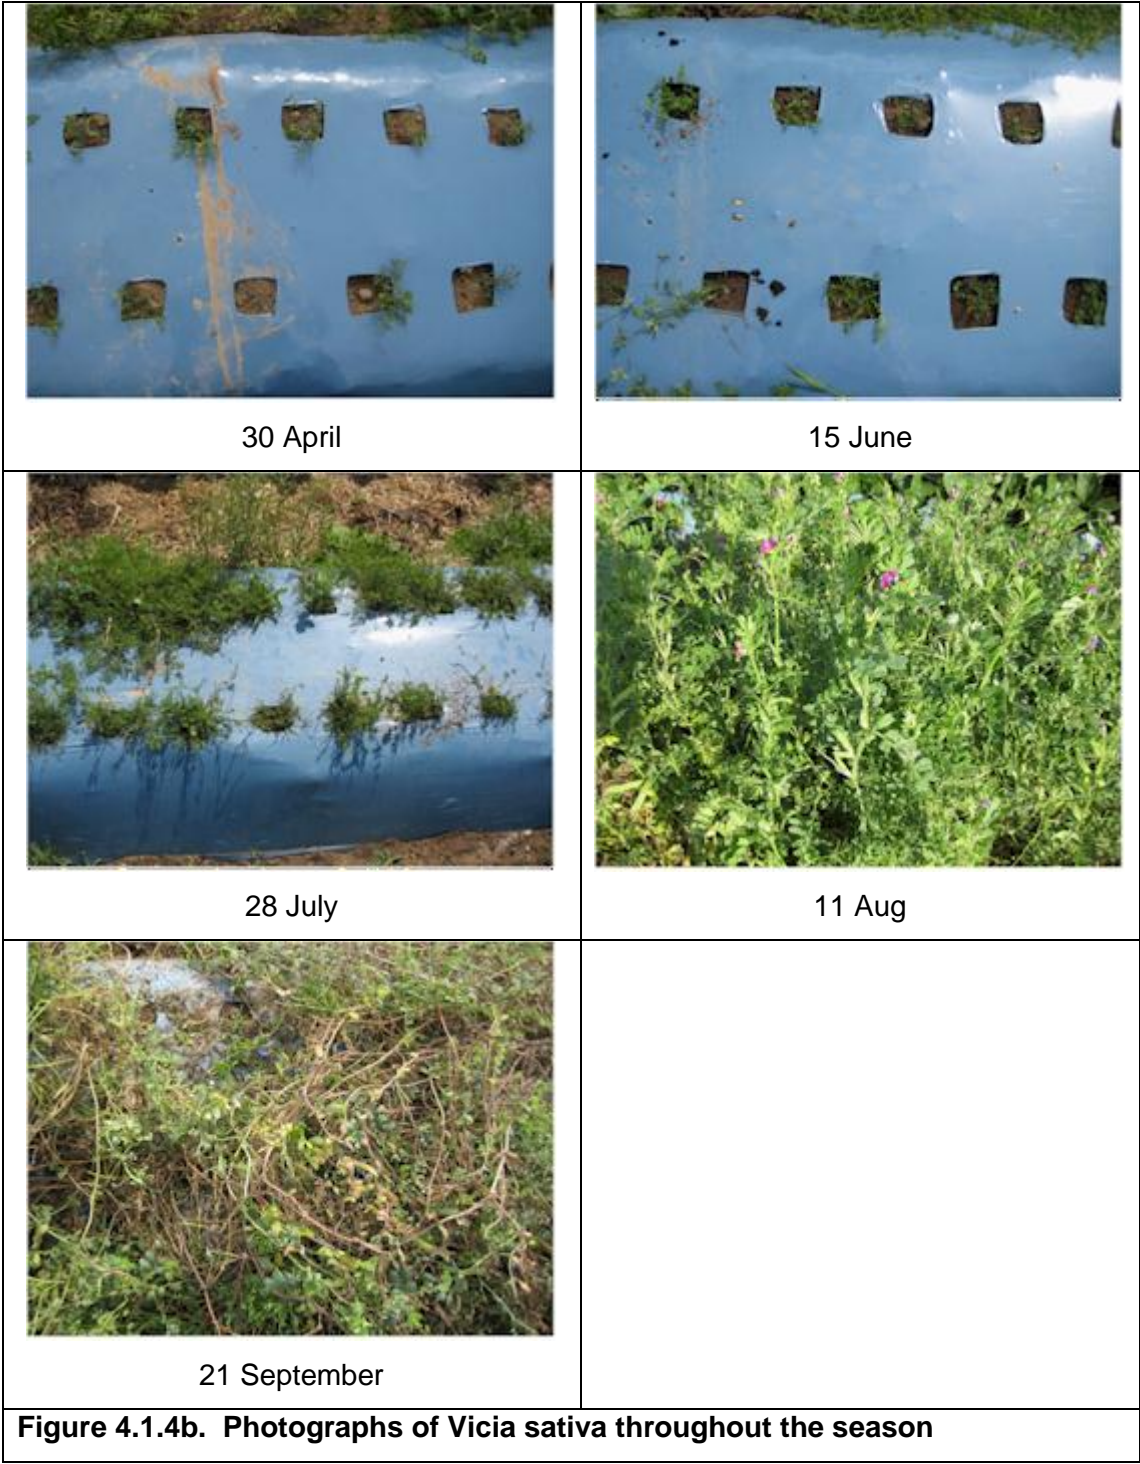 30 April
15 June
28 July
11 Aug
21 September
Figure 4.1.4b. Photographs of Vicia sativa throughout the season